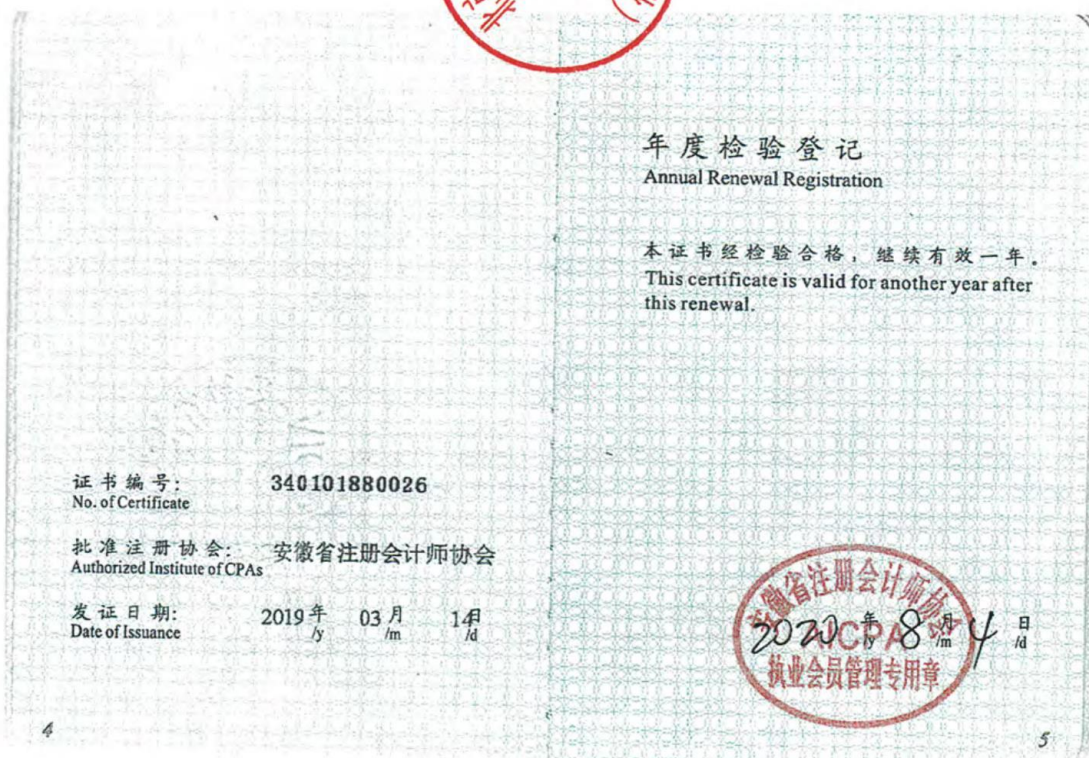 证书编号: 340101880026
No. of Certificate
批准注册协会: 安徽省注册会计师协会
Authorized Institute of CPAs
发证日期: 2019年 03月 14日
Date of Issuance /y /m /d
4
年度检验登记
Annual Renewal Registration
本证书经检验合格，继续有效一年。
This certificate is valid for another year after
this renewal.
安徽省注册会计师协会
2020年 8月 4日
/y /m /d
AICPA
执业会员管理专用章
5